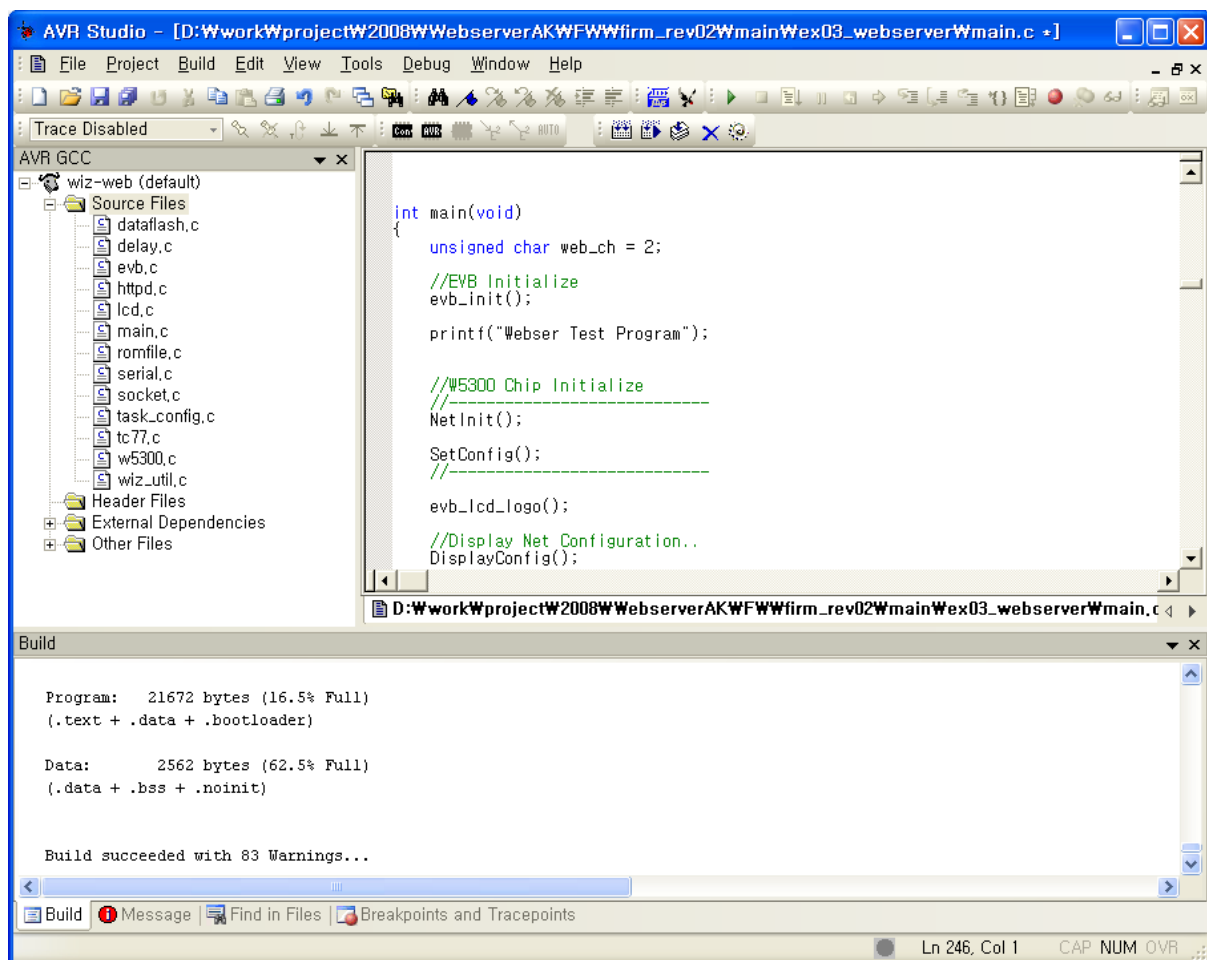 AVR Studio - [D:₩work₩project₩2008₩WebserverAK₩FW₩firm_rev02₩main₩ex03_webserver₩main.c *]
File Project Build Edit View Tools Debug Window Help
Trace Disabled
Con AVR AUTO
AVR GCC
wiz-web (default)
Source Files
dataflash.c
delay.c
evb.c
httpd.c
lcd.c
main.c
romfile.c
serial.c
socket.c
task_config.c
tc77.c
w5300.c
wiz_util.c
Header Files
External Dependencies
Other Files
int main(void)
{
unsigned char web_ch = 2;
//EVB Initialize
evb_init();
printf("Webser Test Program");
//W5300 Chip Initialize
//-----------------------------
NetInit();
SetConfig();
//-----------------------------
evb_lcd_logo();
//Display Net Configuration..
DisplayConfig();
D:₩work₩project₩2008₩WebserverAK₩FW₩firm_rev02₩main₩ex03_webserver₩main.c
Build
Program: 21672 bytes (16.5% Full)
(.text + .data + .bootloader)
Data: 2562 bytes (62.5% Full)
(.data + .bss + .noinit)
Build succeeded with 83 Warnings...
Build Message Find in Files Breakpoints and Tracepoints
Ln 246, Col 1 CAP NUM OVR